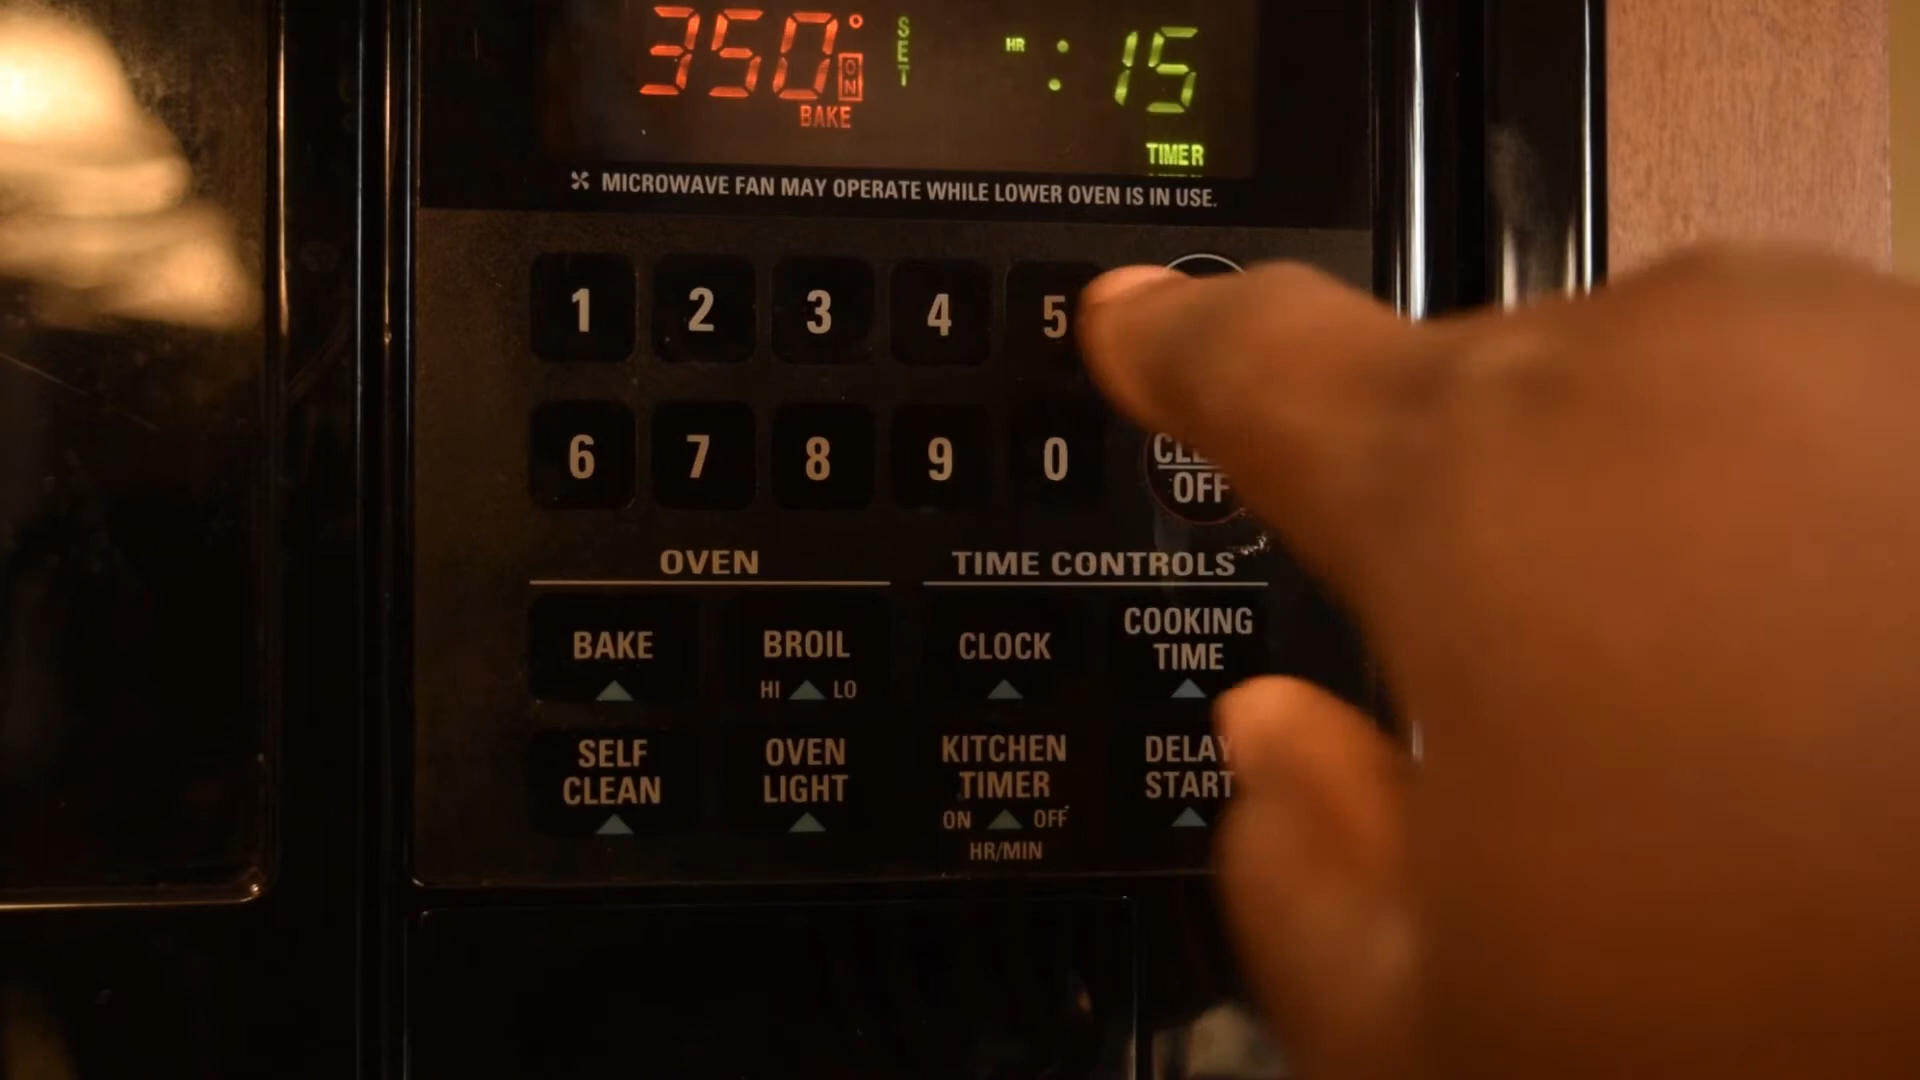 350° ON SET HR - : 15
BAKE
TIMER
MICROWAVE FAN MAY OPERATE WHILE LOWER OVEN IS IN USE.
1 2 3 4 5
6 7 8 9 0
OFF
OVEN
TIME CONTROLS
BAKE
BROIL
HI LO
CLOCK
COOKING
TIME
SELF
CLEAN
OVEN
LIGHT
KITCHEN
TIMER
ON OFF
HR/MIN
DELAY
START